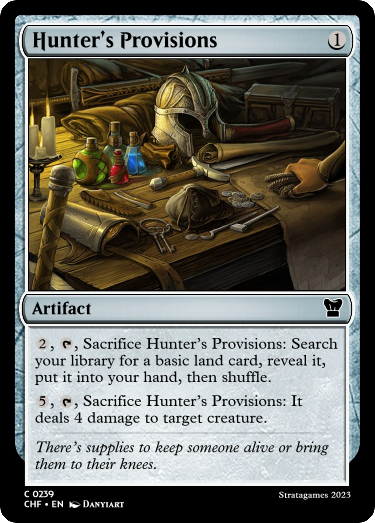 Hunter's Provisions 1
Artifact
2, T, Sacrifice Hunter's Provisions: Search
your library for a basic land card, reveal it,
put it into your hand, then shuffle.
5, T, Sacrifice Hunter's Provisions: It
deals 4 damage to target creature.
There's supplies to keep someone alive or bring
them to their knees.
C 0239
CHF • EN DANYIART
Stratagames 2023